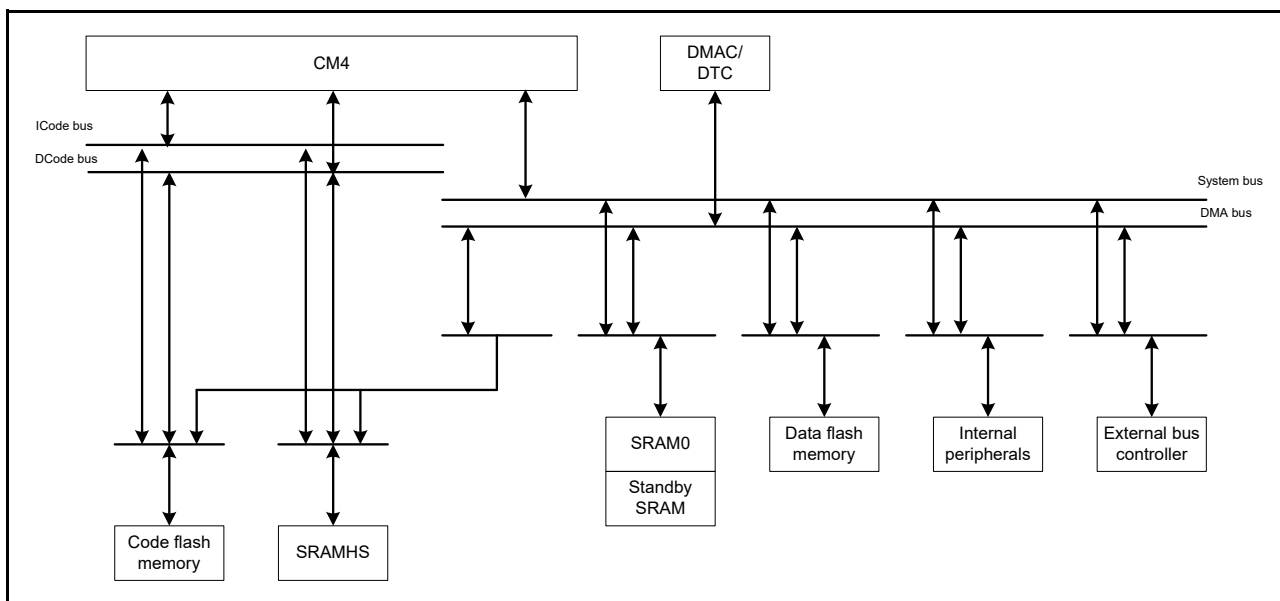 CM4
DMAC/
DTC
ICode bus
DCode bus
System bus
DMA bus
SRAM0
Standby
SRAM
Data flash
memory
Internal
peripherals
External bus
controller
Code flash
memory
SRAMHS